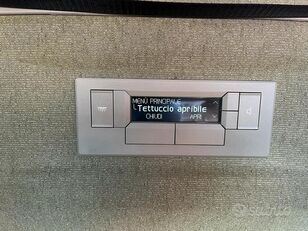 MENU PRINCIPALE
Tettuccio apribile
CHIUDI APRI